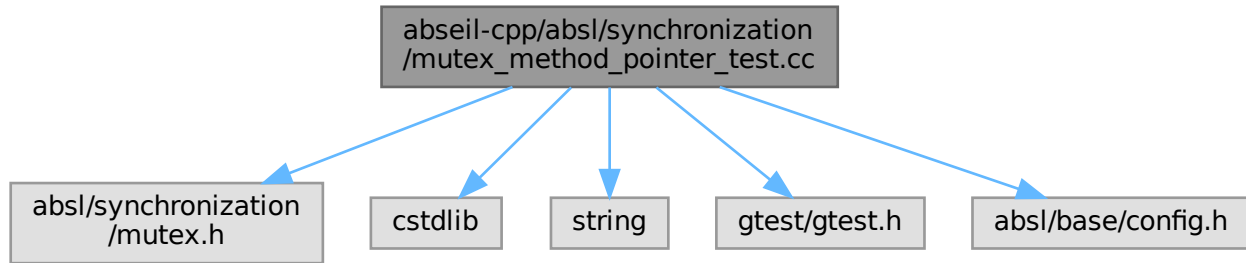 abseil-cpp/absl/synchronization
/mutex_method_pointer_test.cc
absl/synchronization
/mutex.h
cstdlib
string
gtest/gtest.h
absl/base/config.h